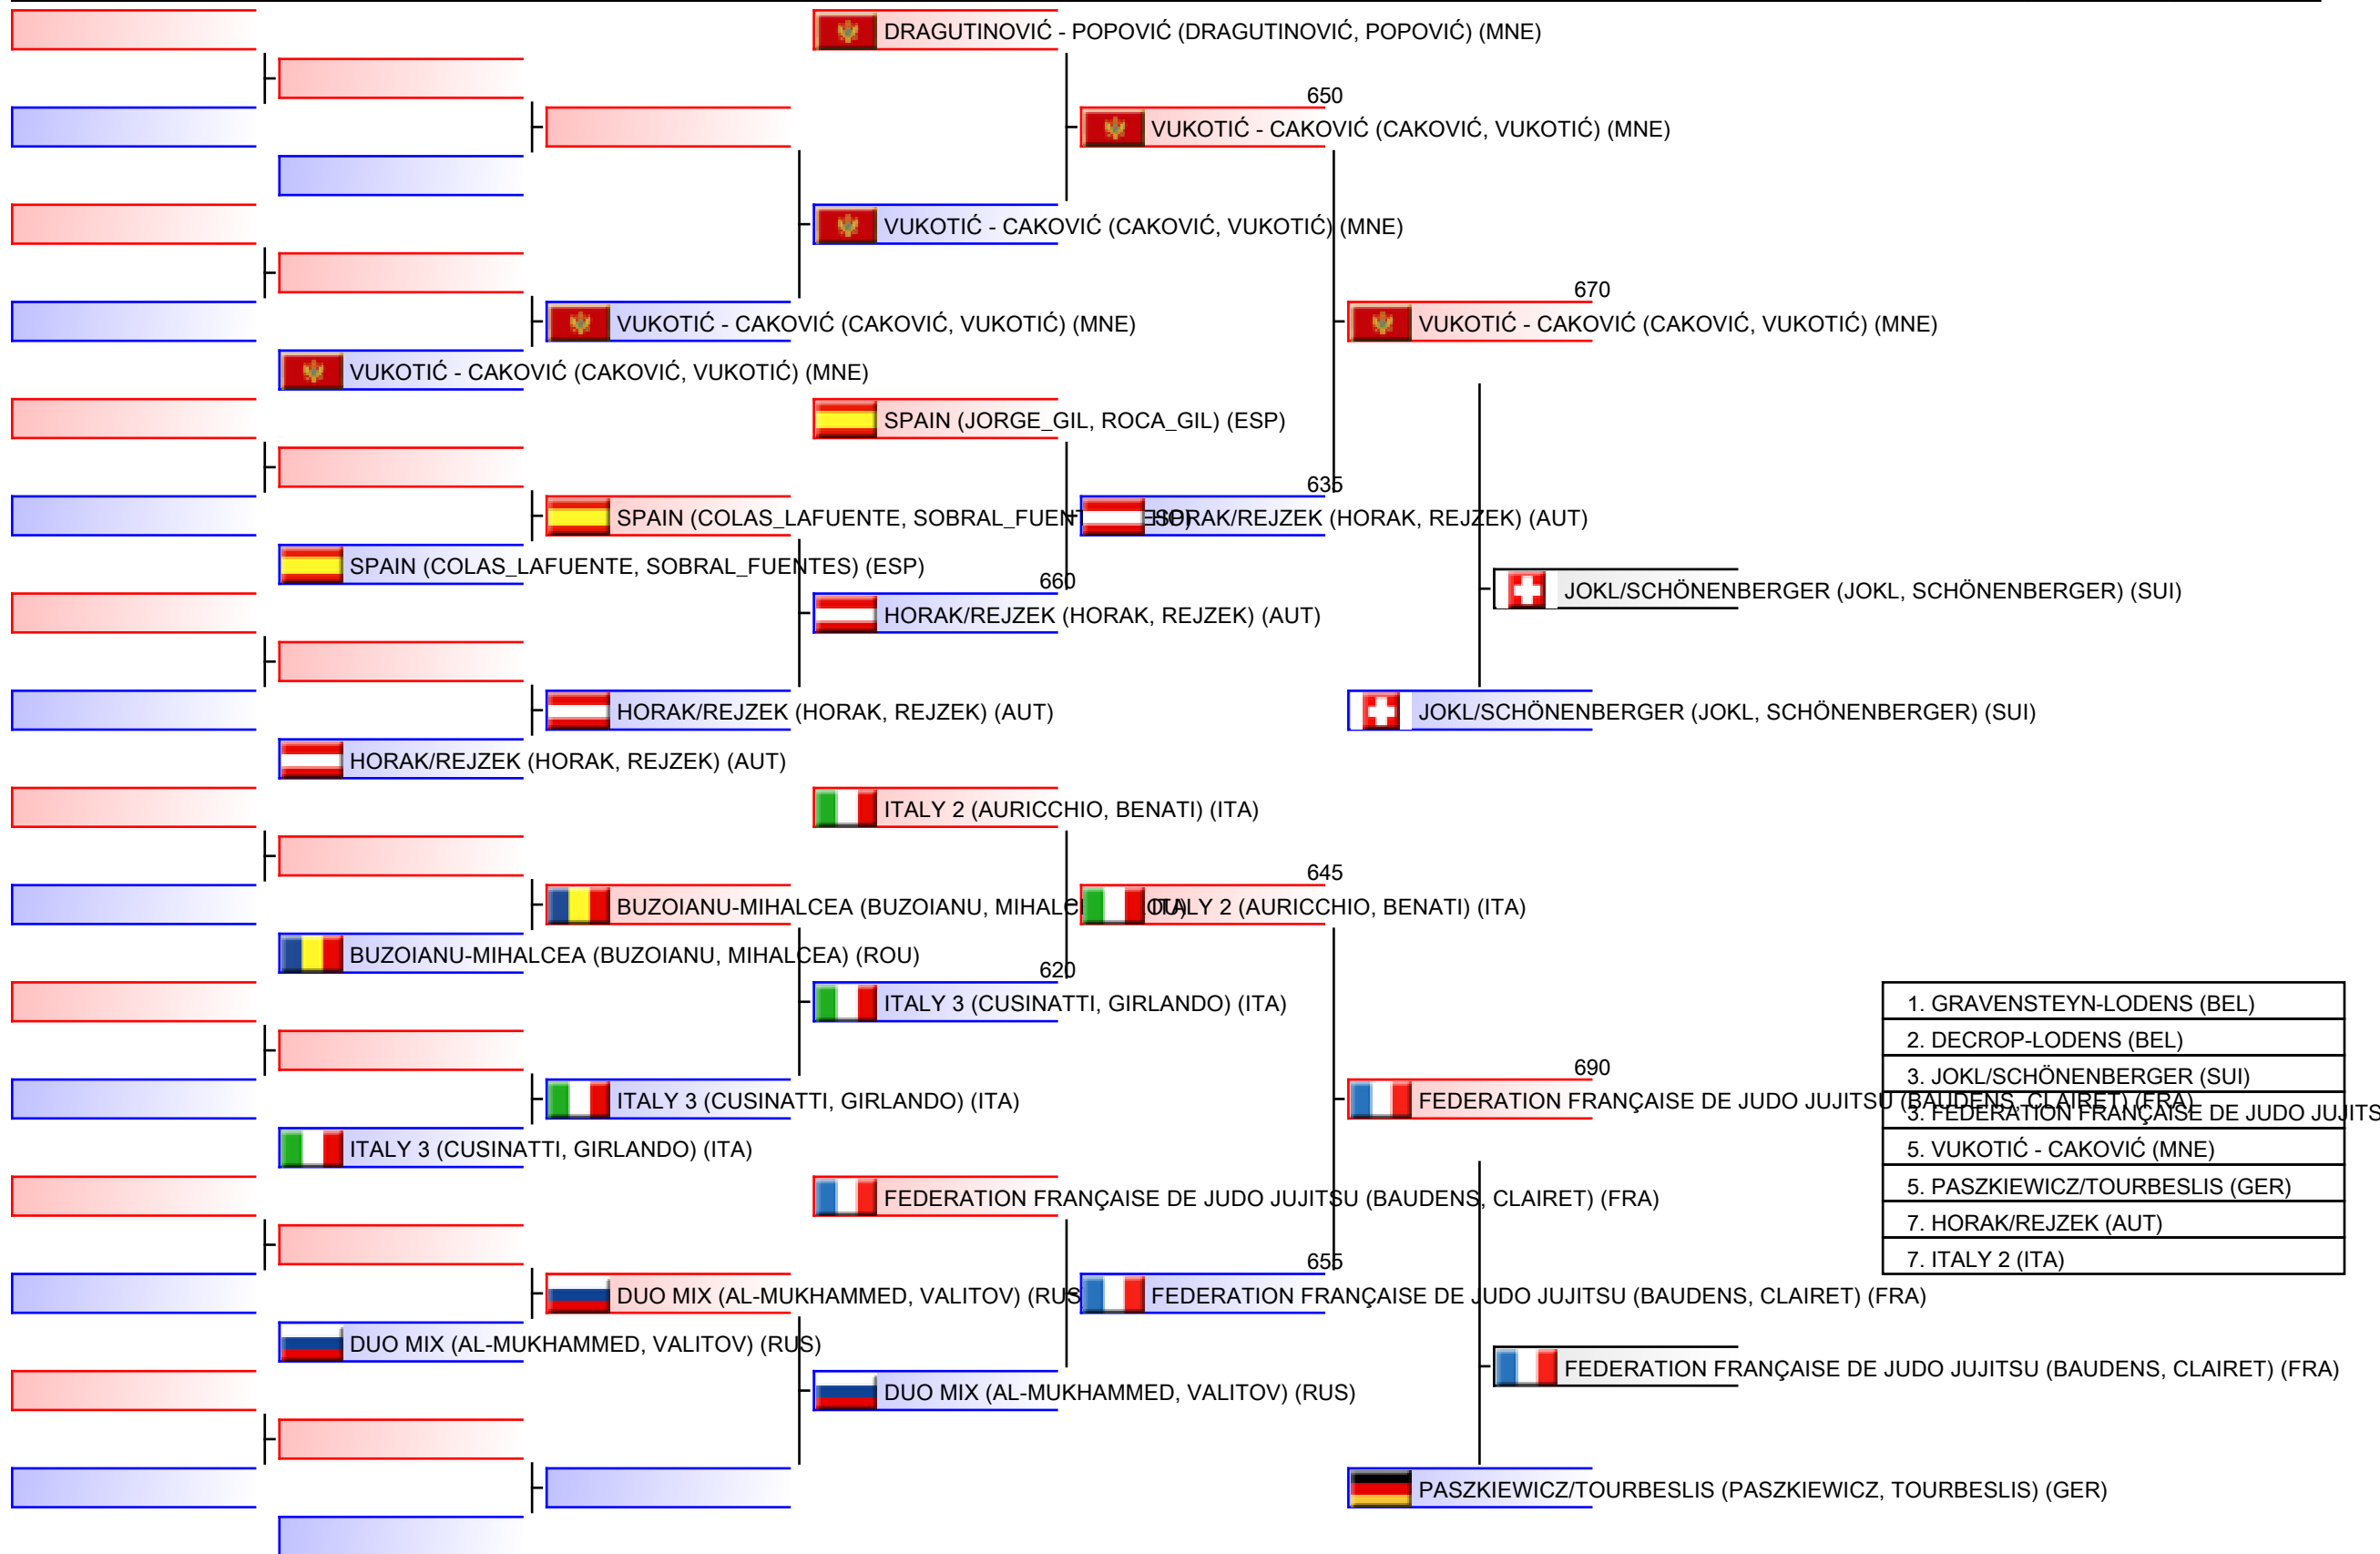 DRAGUTINOVIĆ - POPOVIĆ (DRAGUTINOVIĆ, POPOVIĆ) (MNE)
650
VUKOTIĆ - CAKOVIĆ (CAKOVIĆ, VUKOTIĆ) (MNE)
VUKOTIĆ - CAKOVIĆ (CAKOVIĆ, VUKOTIĆ) (MNE)
670
VUKOTIĆ - CAKOVIĆ (CAKOVIĆ, VUKOTIĆ) (MNE)
VUKOTIĆ - CAKOVIĆ (CAKOVIĆ, VUKOTIĆ) (MNE)
VUKOTIĆ - CAKOVIĆ (CAKOVIĆ, VUKOTIĆ) (MNE)
SPAIN (JORGE_GIL, ROCA_GIL) (ESP)
635
SPAIN (COLAS_LAFUENTE, SOBRAL_FUENT
HORAK/REJZEK (HORAK, REJZEK) (AUT)
SPAIN (COLAS_LAFUENTE, SOBRAL_FUENTES) (ESP)
660
JOKL/SCHÖNENBERGER (JOKL, SCHÖNENBERGER) (SUI)
HORAK/REJZEK (HORAK, REJZEK) (AUT)
HORAK/REJZEK (HORAK, REJZEK) (AUT)
JOKL/SCHÖNENBERGER (JOKL, SCHÖNENBERGER) (SUI)
HORAK/REJZEK (HORAK, REJZEK) (AUT)
ITALY 2 (AURICCHIO, BENATI) (ITA)
645
BUZOIANU-MIHALCEA (BUZOIANU, MIHALC
ITALY 2 (AURICCHIO, BENATI) (ITA)
BUZOIANU-MIHALCEA (BUZOIANU, MIHALCEA) (ROU)
620
ITALY 3 (CUSINATTI, GIRLANDO) (ITA)
1. GRAVENSTEYN-LODENS (BEL)
2. DECROP-LODENS (BEL)
690
3. JOKL/SCHÖNENBERGER (SUI)
ITALY 3 (CUSINATTI, GIRLANDO) (ITA)
FEDERATION FRANÇAISE DE JUDO JUJITSU (BAUDENS, CLAIRET) (FRA)
3. FEDERATION FRANÇAISE DE JUDO JUJITS
ITALY 3 (CUSINATTI, GIRLANDO) (ITA)
5. VUKOTIĆ - CAKOVIĆ (MNE)
5. PASZKIEWICZ/TOURBESLIS (GER)
FEDERATION FRANÇAISE DE JUDO JUJITSU (BAUDENS, CLAIRET) (FRA)
7. HORAK/REJZEK (AUT)
7. ITALY 2 (ITA)
655
DUO MIX (AL-MUKHAMMED, VALITOV) (RUS
FEDERATION FRANÇAISE DE JUDO JUJITSU (BAUDENS, CLAIRET) (FRA)
DUO MIX (AL-MUKHAMMED, VALITOV) (RUS)
FEDERATION FRANÇAISE DE JUDO JUJITSU (BAUDENS, CLAIRET) (FRA)
DUO MIX (AL-MUKHAMMED, VALITOV) (RUS)
PASZKIEWICZ/TOURBESLIS (PASZKIEWICZ, TOURBESLIS) (GER)